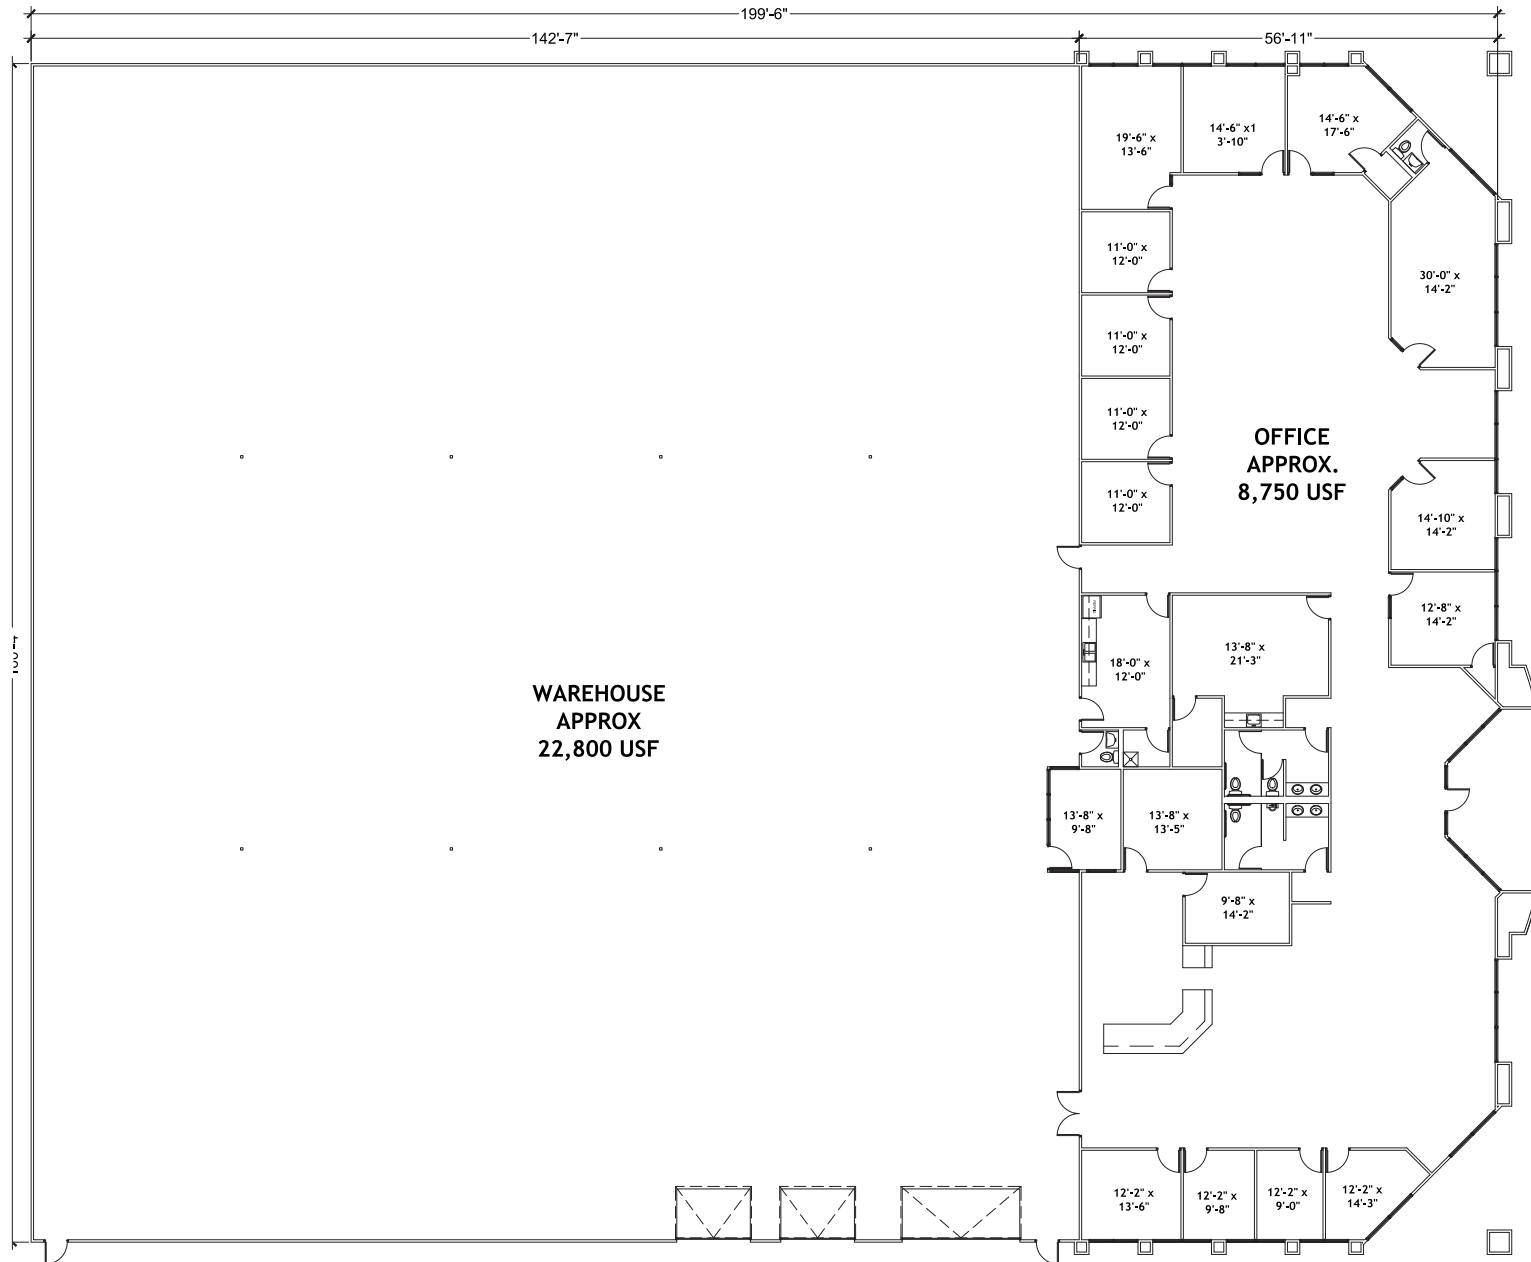 199'-6"
142'-7"
56'-11"
19'-6" x
13'-6"
14'-6" x1
3'-10"
14'-6" x
17'-6"
11'-0" x
12'-0"
30'-0" x
14'-2"
11'-0" x
12'-0"
11'-0" x
12'-0"
OFFICE
APPROX.
8,750 USF
11'-0" x
12'-0"
14'-10" x
14'-2"
12'-8" x
14'-2"
18'-0" x
12'-0"
13'-8" x
21'-3"
WAREHOUSE
APPROX
22,800 USF
13'-8" x
9'-8"
13'-8" x
13'-5"
9'-8" x
14'-2"
12'-2" x
13'-6"
12'-2" x
9'-8"
12'-2" x
9'-0"
12'-2" x
14'-3"